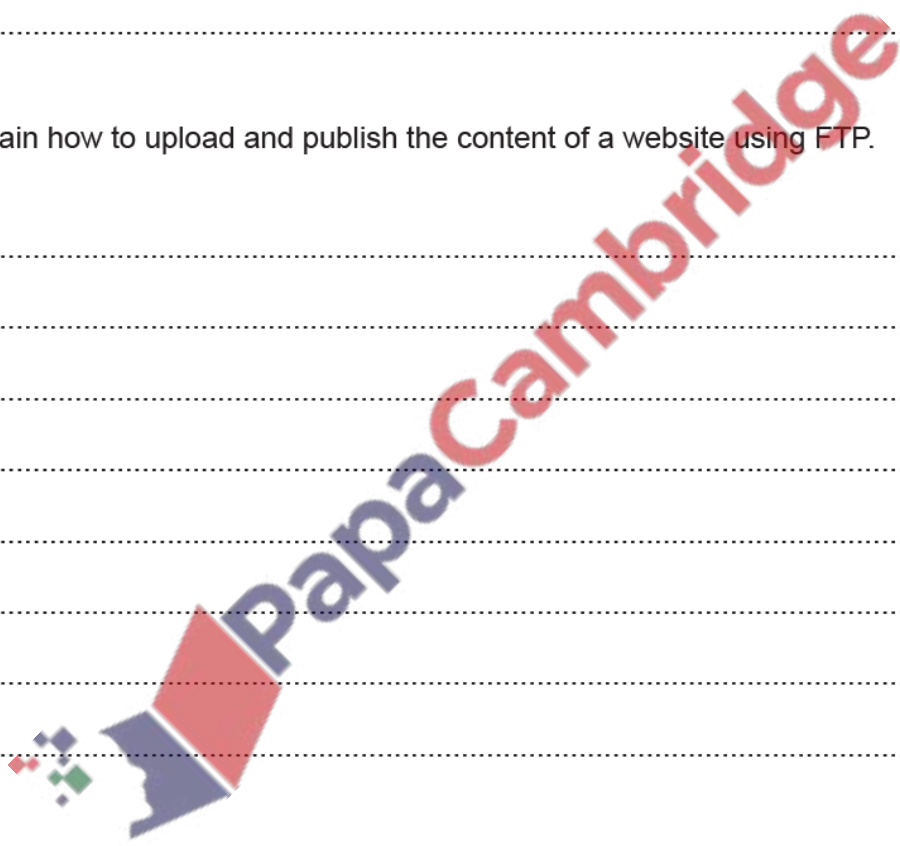 ain how to upload and publish the content of a website using FTP.
PapaCambridge